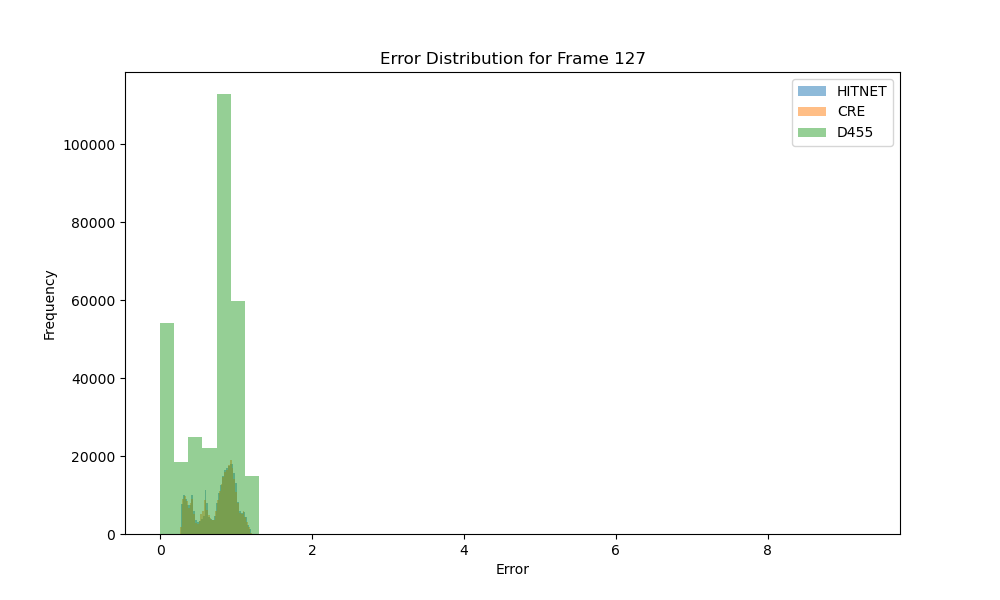 Error Distribution for Frame 127
HITNET
CRE
D455
100000
80000
60000
40000
20000
0
Frequency
0 2 4 6 8
Error